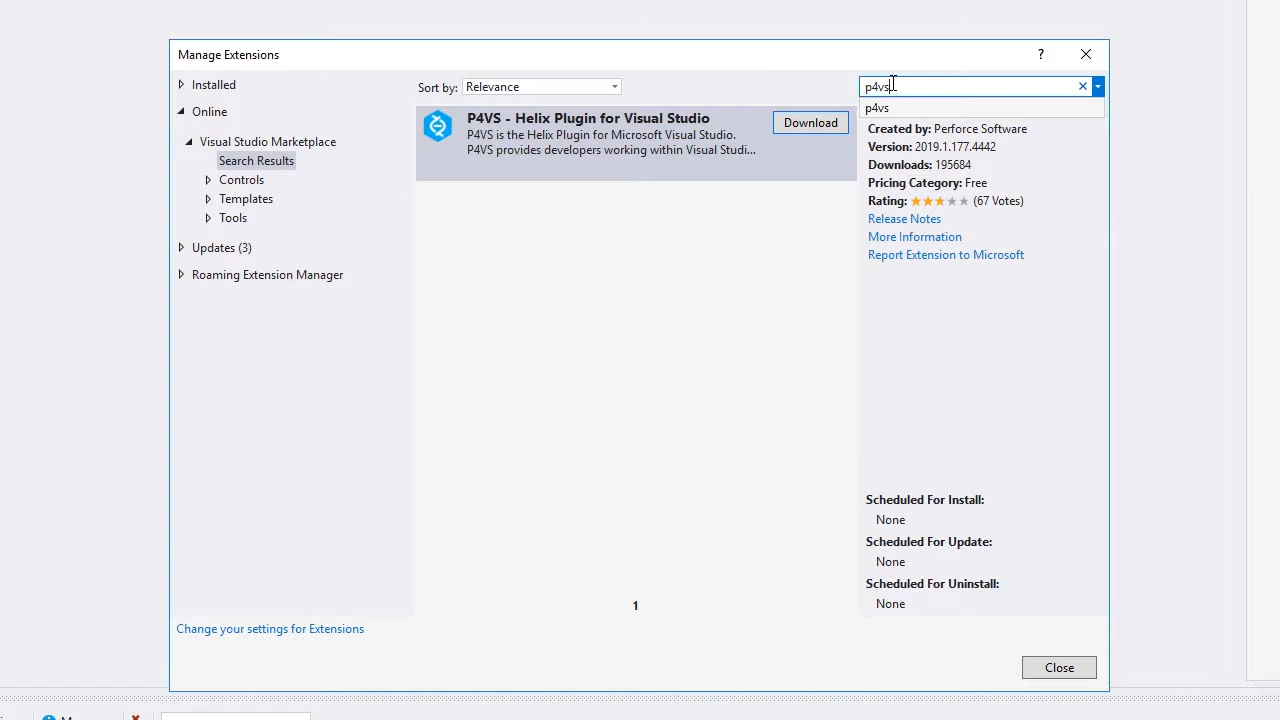 Manage Extensions
?
Installed
Online
Visual Studio Marketplace
Search Results
Controls
Templates
Tools
Updates (3)
Roaming Extension Manager
Sort by: Relevance
P4VS - Helix Plugin for Visual Studio
P4VS is the Helix Plugin for Microsoft Visual Studio.
P4VS provides developers working within Visual Studi...
Download
1
p4vs
p4vs
Created by: Perforce Software
Version: 2019.1.177.4442
Downloads: 195684
Pricing Category: Free
Rating: (67 Votes)
Release Notes
More Information
Report Extension to Microsoft
Scheduled For Install:
None
Scheduled For Update:
None
Scheduled For Uninstall:
None
Change your settings for Extensions
Close